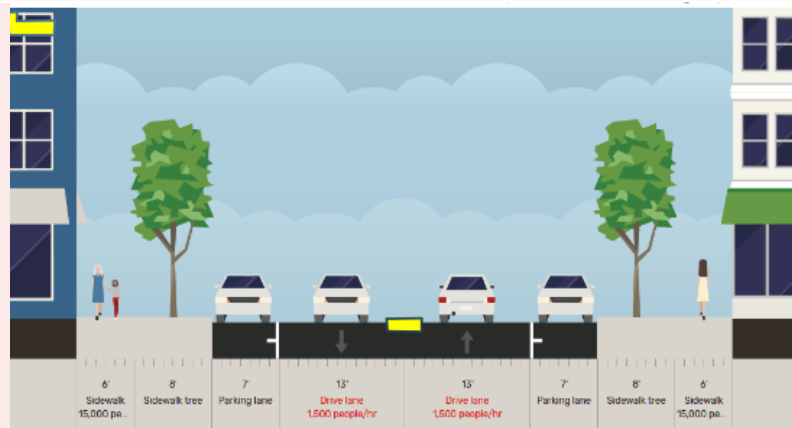 6'
Sidewalk
15,000 pe...
8'
Sidewalk tree
7'
Parking lane
13'
Drive lane
1,500 people/hr
13'
Drive lane
1,500 people/hr
7'
Parking lane
8'
Sidewalk tree
6'
Sidewalk
15,000 pe...